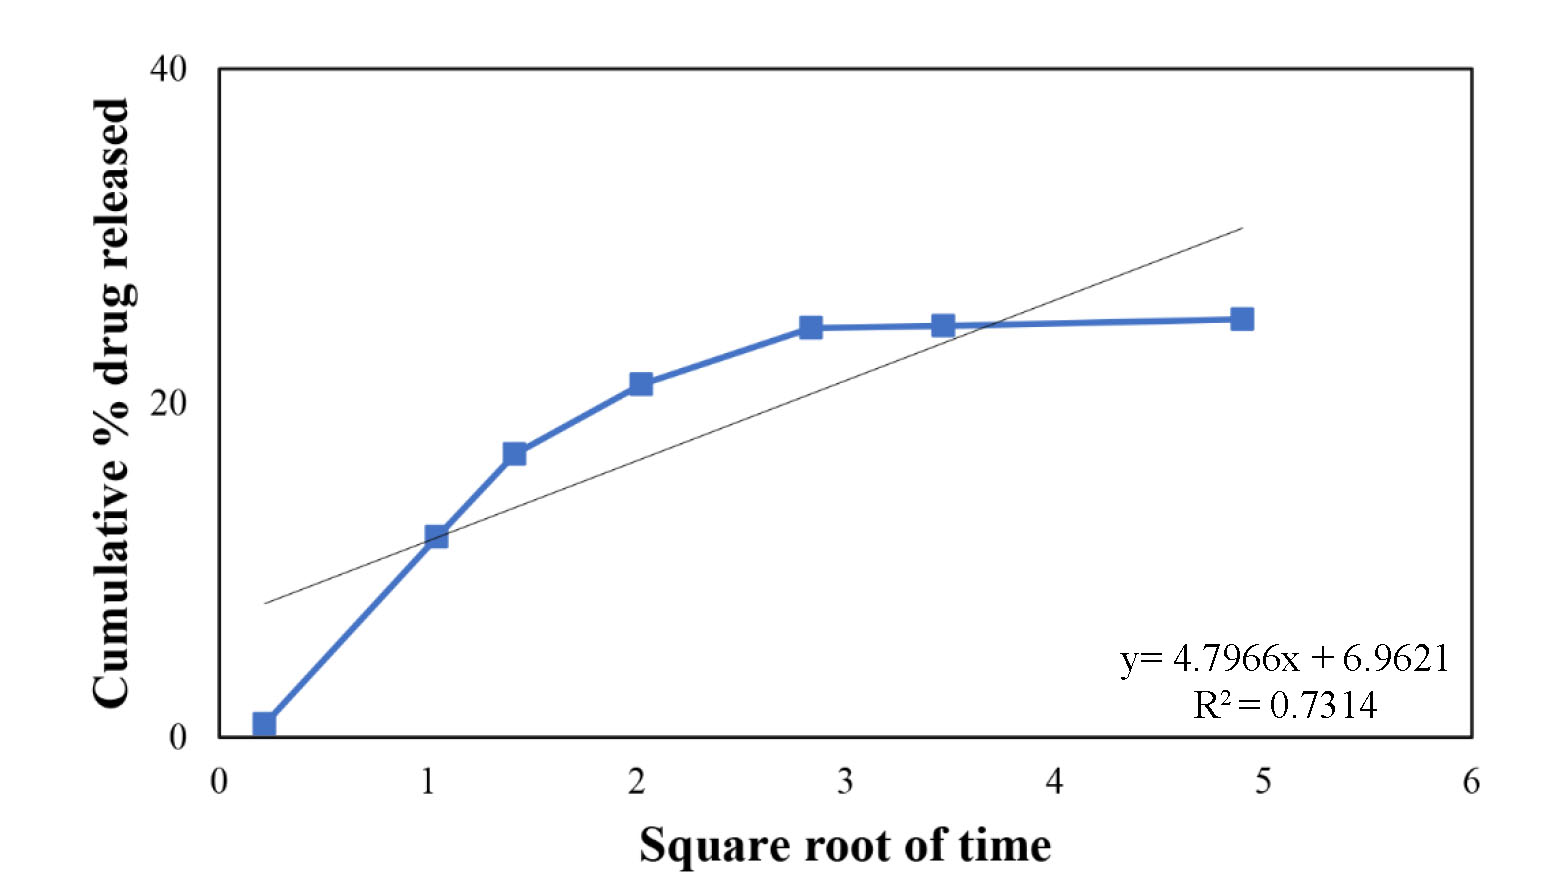 Cumulative % drug released
40
20
0
0 1 2 3 4 5 6
Square root of time
y= 4.7966x + 6.9621
R² = 0.7314